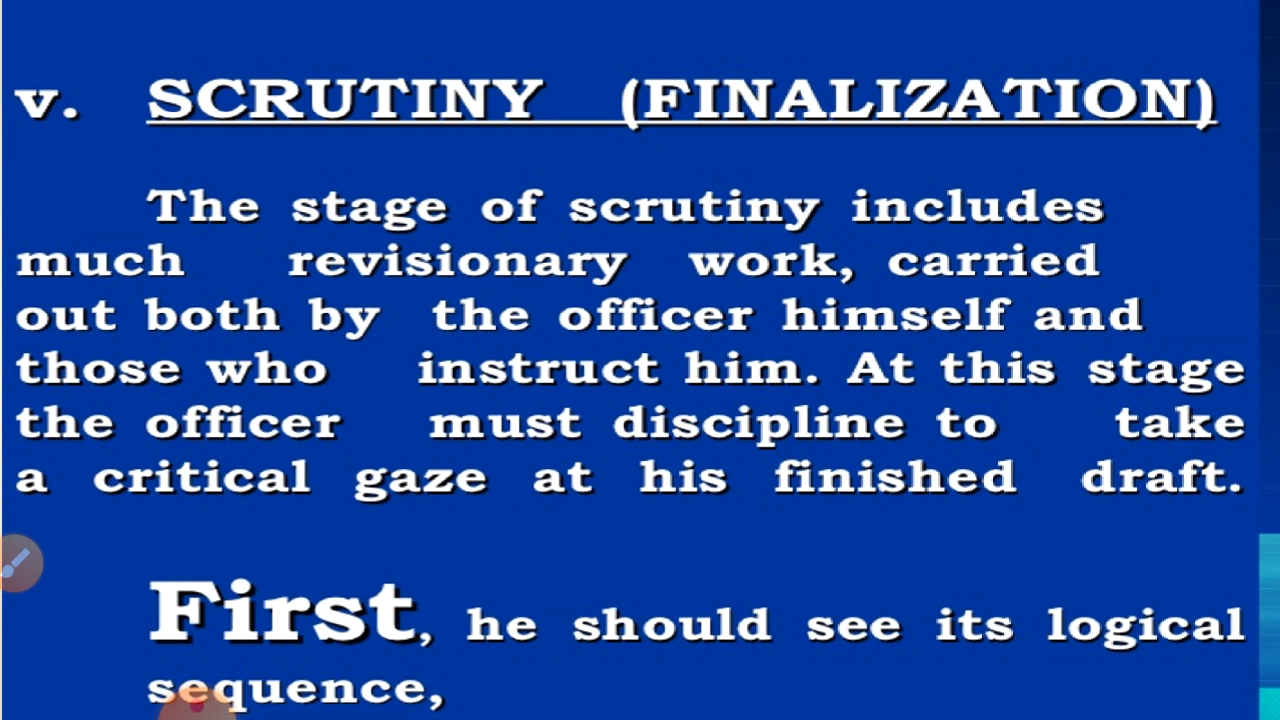 v. SCRUTINY (FINALIZATION)
The stage of scrutiny includes
much revisionary work, carried
out both by the officer himself and
those who instruct him. At this stage
the officer must discipline to take
a critical gaze at his finished draft.
First, he should see its logical
sequence,